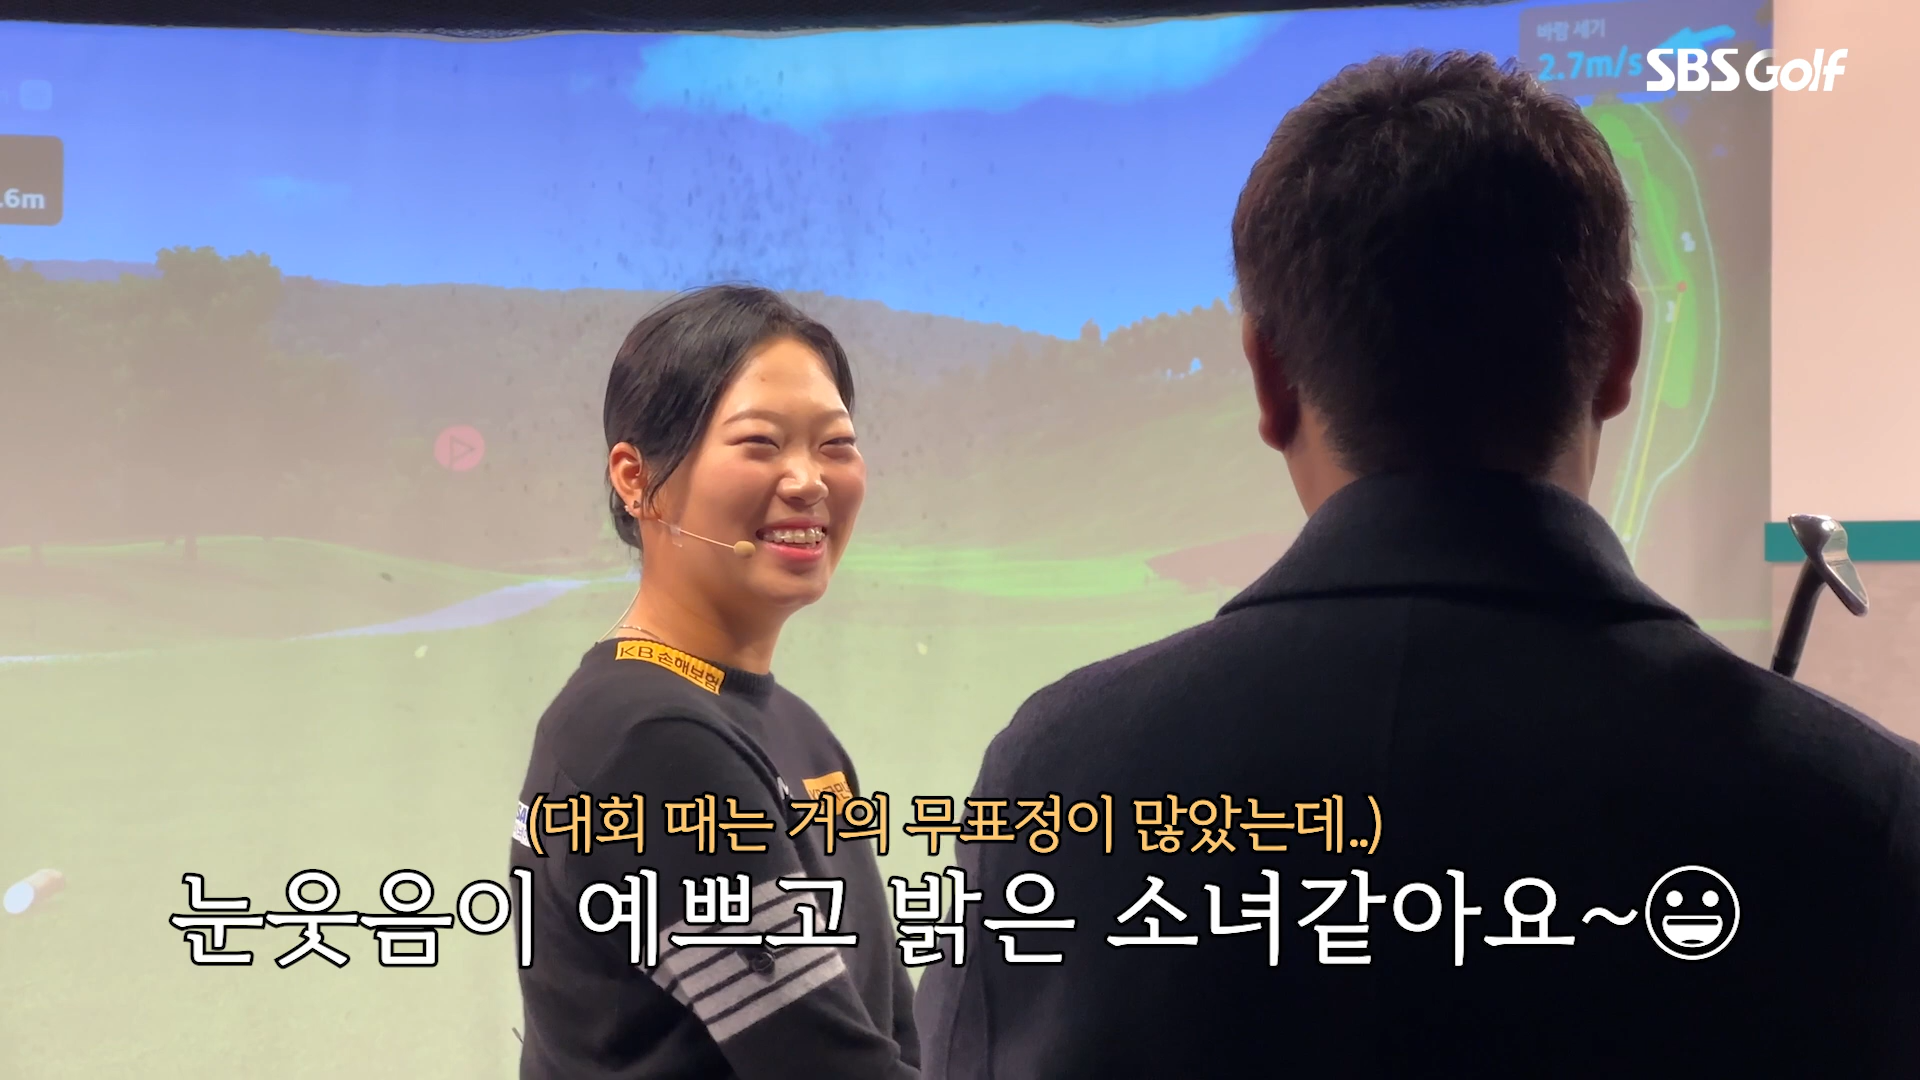 바람 세기
2.7m/s
SBS Golf
.6m
KB손해보험
(대회 때는 거의 무표정이 많았는데..)
눈웃음이 예쁘고 밝은 소녀같아요~😃